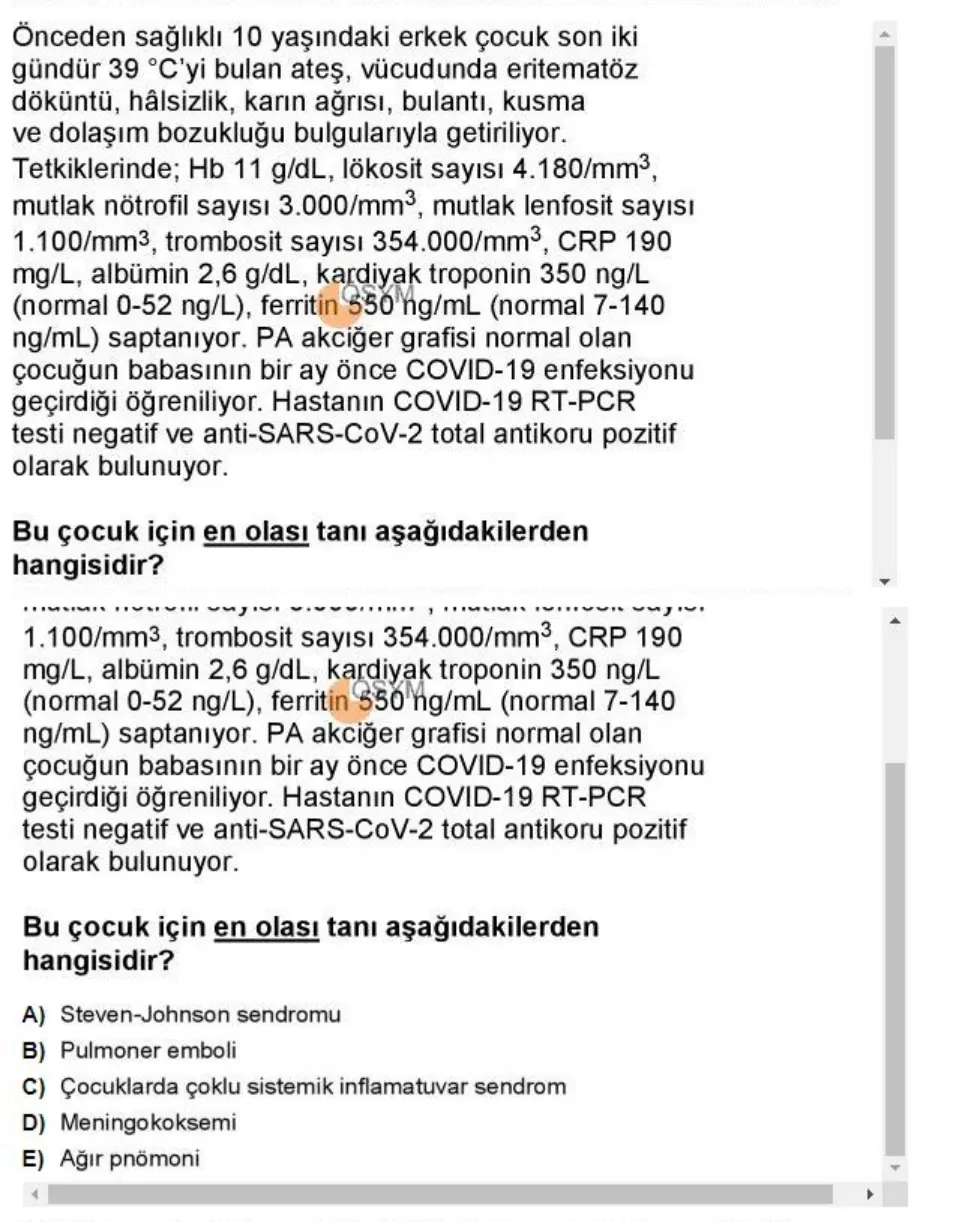 Önceden sağlıklı 10 yaşındaki erkek çocuk son iki
gündür 39 °C'yi bulan ateş, vücudunda eritematöz
döküntü, hâlsizlik, karın ağrısı, bulantı, kusma
ve dolaşım bozukluğu bulgularıyla getiriliyor.
Tetkiklerinde; Hb 11 g/dL, lökosit sayısı 4.180/mm³,
mutlak nötrofil sayısı 3.000/mm³, mutlak lenfosit sayısı
1.100/mm³, trombosit sayısı 354.000/mm³, CRP 190
mg/L, albümin 2,6 g/dL, kardiyak troponin 350 ng/L
(normal 0-52 ng/L), ferritin 550 ng/mL (normal 7-140
ng/mL) saptanıyor. PA akciğer grafisi normal olan
çocuğun babasının bir ay önce COVID-19 enfeksiyonu
geçirdiği öğreniliyor. Hastanın COVID-19 RT-PCR
testi negatif ve anti-SARS-CoV-2 total antikoru pozitif
olarak bulunuyor.
Bu çocuk için en olası tanı aşağıdakilerden
hangisidir?
mutlak nötrofil sayısı 3.000/mm³, mutlak lenfosit sayısı
1.100/mm³, trombosit sayısı 354.000/mm³, CRP 190
mg/L, albümin 2,6 g/dL, kardiyak troponin 350 ng/L
(normal 0-52 ng/L), ferritin 550 ng/mL (normal 7-140
ng/mL) saptanıyor. PA akciğer grafisi normal olan
çocuğun babasının bir ay önce COVID-19 enfeksiyonu
geçirdiği öğreniliyor. Hastanın COVID-19 RT-PCR
testi negatif ve anti-SARS-CoV-2 total antikoru pozitif
olarak bulunuyor.
Bu çocuk için en olası tanı aşağıdakilerden
hangisidir?
A) Steven-Johnson sendromu
B) Pulmoner emboli
C) Çocuklarda çoklu sistemik inflamatuvar sendrom
D) Meningokoksemi
E) Ağır pnömoni